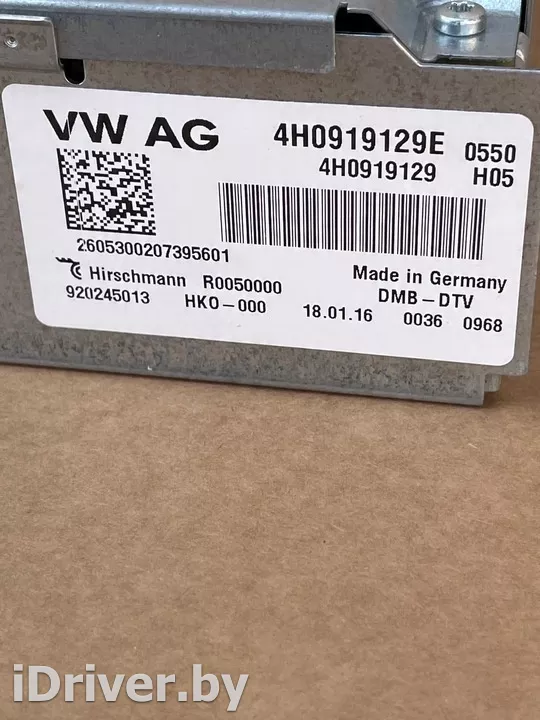 VW AG
4H0919129E 0550
4H0919129 H05
2605300207395601
Hirschmann R0050000 Made in Germany
920245013 HKO-000 18.01.16 DMB-DTV
0036 0968
iDriver.by